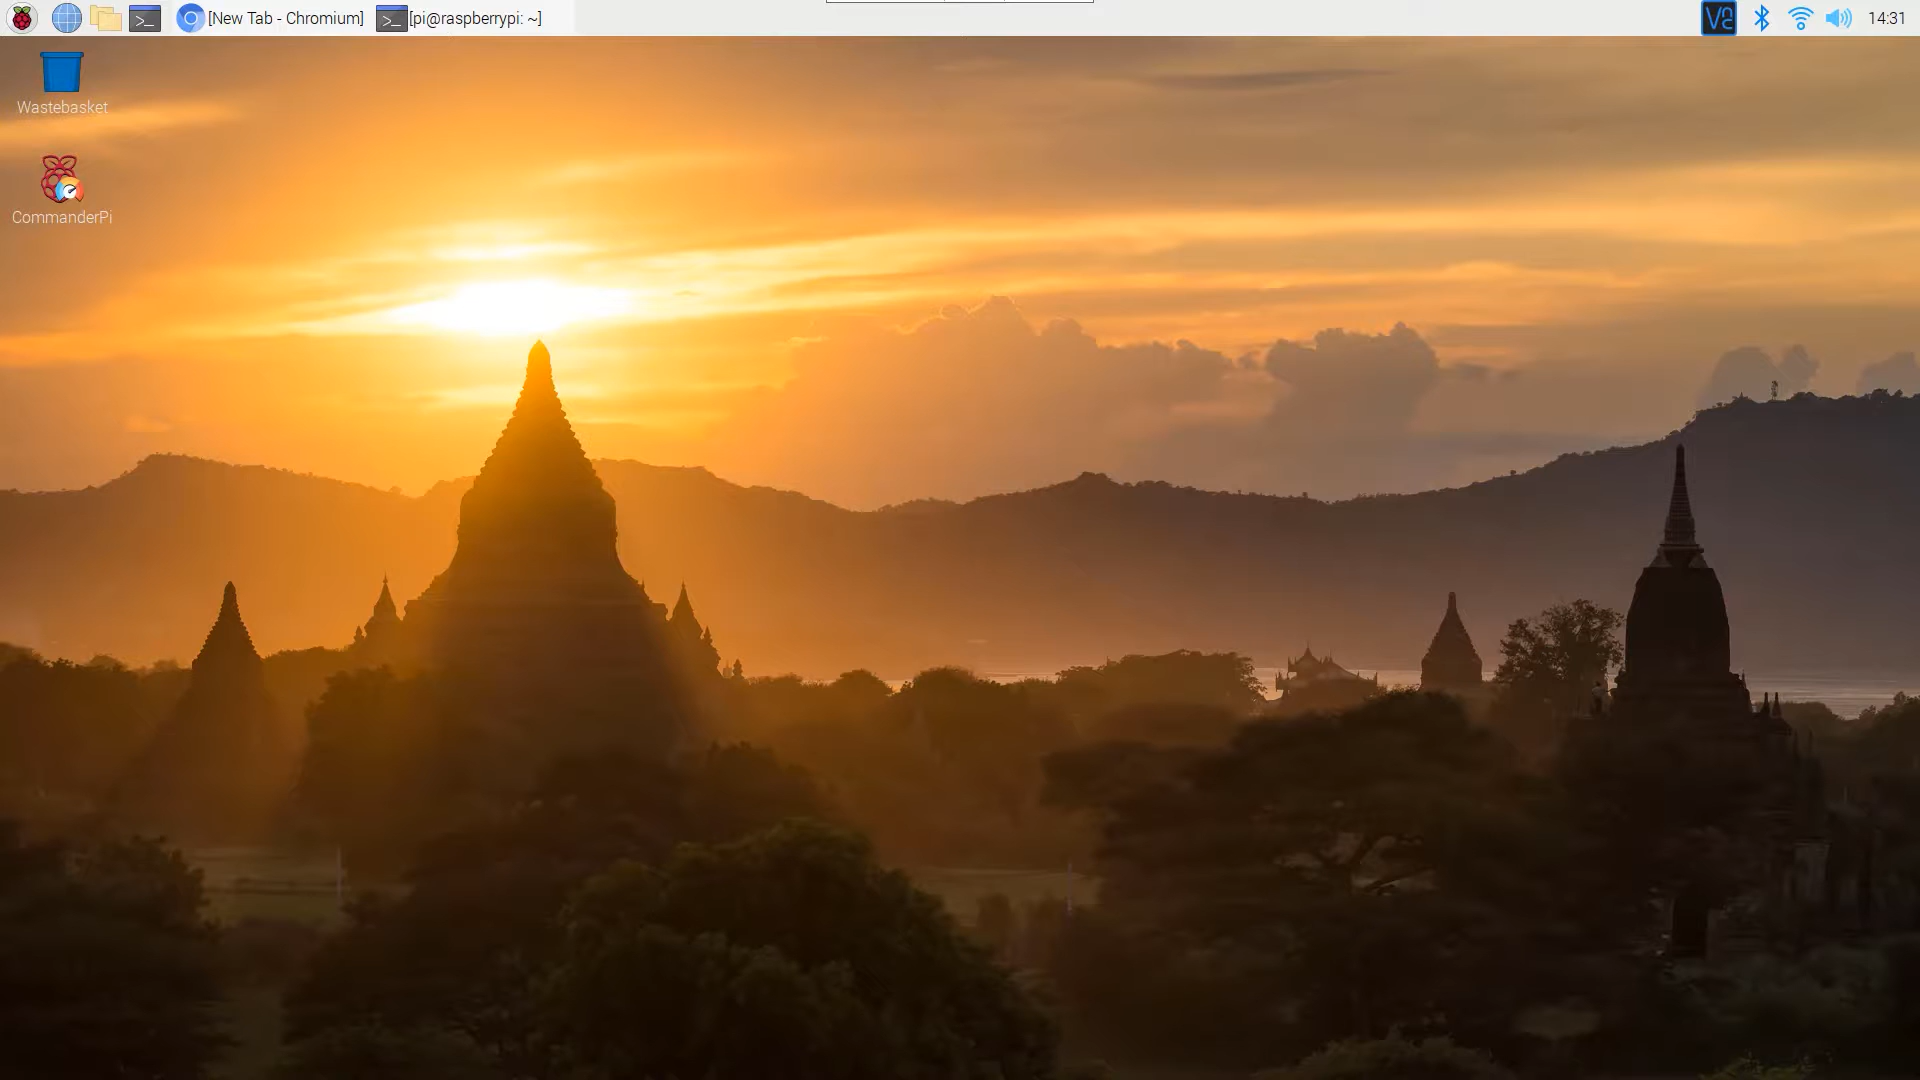 [New Tab - Chromium] [pi@raspberrypi: ~] 14:31
Wastebasket
CommanderPi